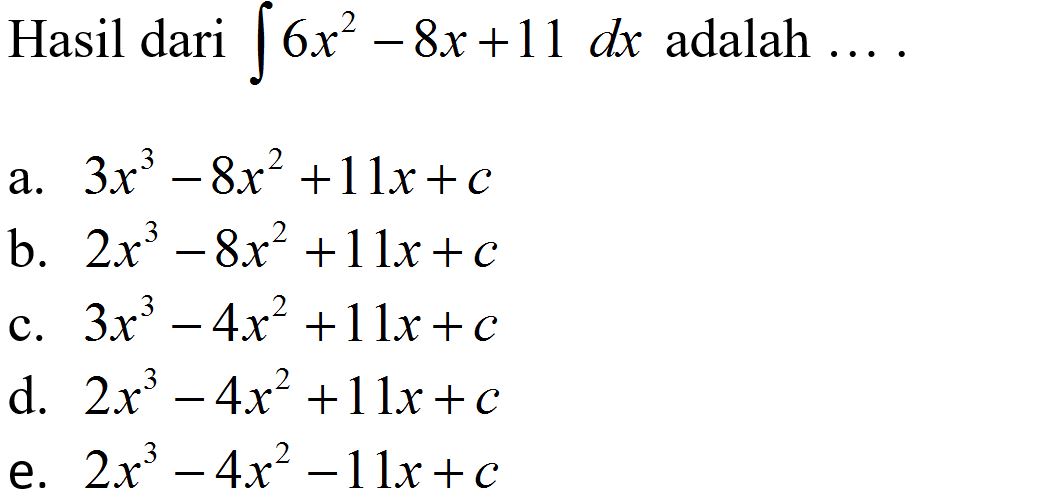 Hasil dari ∫ 6x² − 8x + 11 dx adalah … .
a. 3x³ − 8x² + 11x + c
b. 2x³ − 8x² + 11x + c
c. 3x³ − 4x² + 11x + c
d. 2x³ − 4x² + 11x + c
e. 2x³ − 4x² − 11x + c